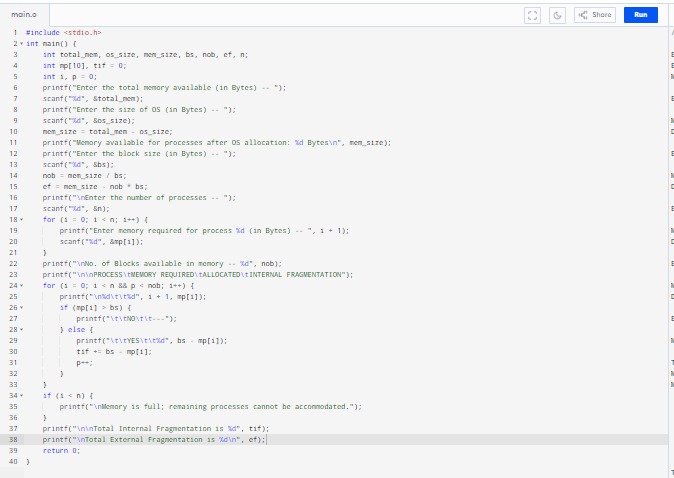 main.o
Share
Run
1 #include <stdio.h>
2 int main() {
3 int total_mem, os_size, mem_size, bs, nob, ef, n;
4 int mp[10], tif = 0;
5 int i, p = 0;
6 printf("Enter the total memory available (in Bytes) -- ");
7 scanf("%d", &total_mem);
8 printf("Enter the size of OS (in Bytes) -- ");
9 scanf("%d", &os_size);
10 mem_size = total_mem - os_size;
11 printf("Memory available for processes after OS allocation: %d Bytes\n", mem_size);
12 printf("Enter the block size (in Bytes) -- ");
13 scanf("%d", &bs);
14 nob = mem_size / bs;
15 ef = mem_size - nob * bs;
16 printf("\nEnter the number of processes -- ");
17 scanf("%d", &n);
18 for (i = 0; i < n; i++) {
19 printf("Enter memory required for process %d (in Bytes) -- ", i + 1);
20 scanf("%d", &mp[i]);
21 }
22 printf("\nNo. of Blocks available in memory -- %d", nob);
23 printf("\n\nPROCESS\tMEMORY REQUIRED\tALLOCATED\tINTERNAL FRAGMENTATION");
24 for (i = 0; i < n && p < nob; i++) {
25 printf("\n%d\t\t%d", i + 1, mp[i]);
26 if (mp[i] > bs) {
27 printf("\t\tNO\t\t---");
28 } else {
29 printf("\t\tYES\t\t%d", bs - mp[i]);
30 tif += bs - mp[i];
31 p++;
32 }
33 }
34 if (i < n) {
35 printf("\nMemory is full; remaining processes cannot be accommodated.");
36 }
37 printf("\n\nTotal Internal Fragmentation is %d", tif);
38 printf("\nTotal External Fragmentation is %d\n", ef);
39 return 0;
40 }